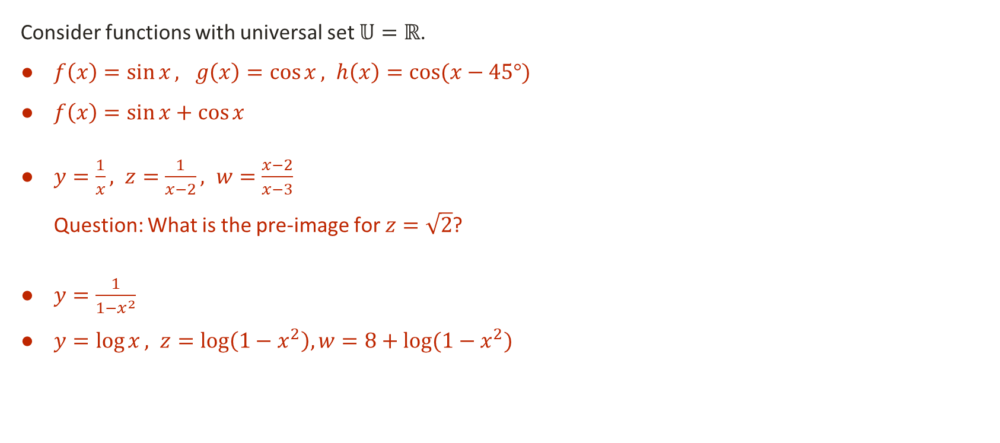 Consider functions with universal set 𝕌 = ℝ.
● f(x) = sin x , g(x) = cos x , h(x) = cos(x − 45°)
● f(x) = sin x + cos x
● y = 1/x, z = 1/(x−2), w = (x−2)/(x−3)
Question: What is the pre-image for z = √2?
● y = 1/(1−x²)
● y = log x , z = log(1 − x²), w = 8 + log(1 − x²)